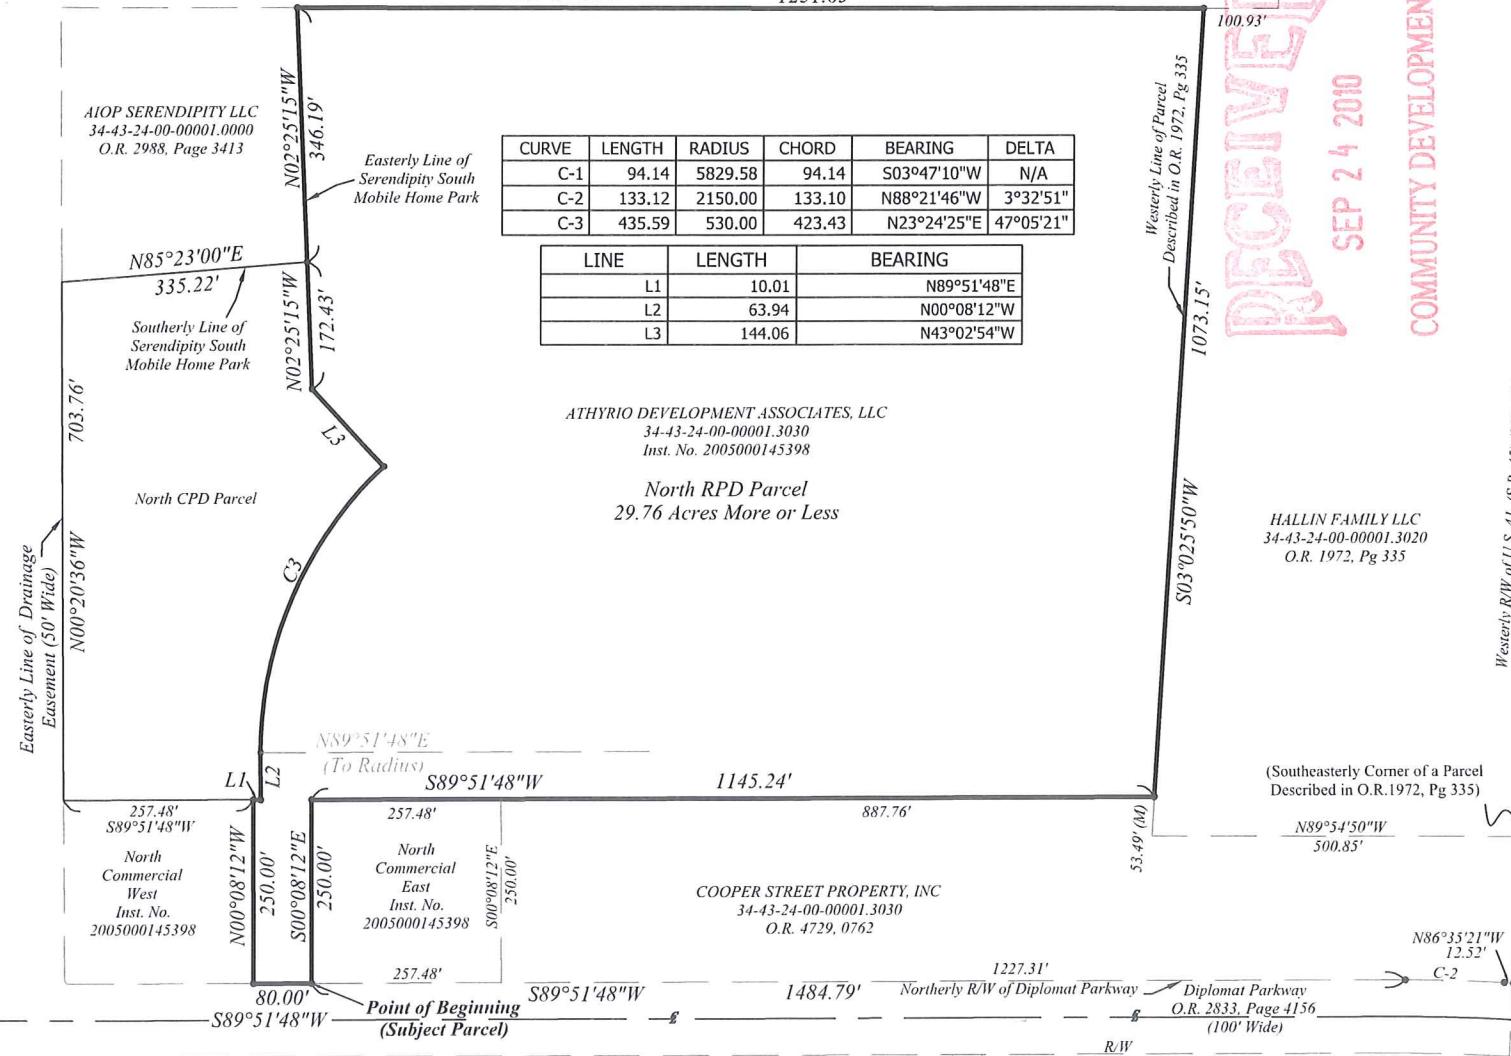 100.93'
RECEIVED
SEP 24 2010
COMMUNITY DEVELOPMEN
N02°25'15"W
346.19'
AIOP SERENDIPITY LLC
34-43-24-00-00001.0000
O.R. 2988, Page 3413
Easterly Line of
Serendipity South
Mobile Home Park
CURVE LENGTH RADIUS CHORD BEARING DELTA
C-1 94.14 5829.58 94.14 S03°47'10"W N/A
C-2 133.12 2150.00 133.10 N88°21'46"W 3°32'51"
C-3 435.59 530.00 423.43 N23°24'25"E 47°05'21"
LINE LENGTH BEARING
L1 10.01 N89°51'48"E
L2 63.94 N00°08'12"W
L3 144.06 N43°02'54"W
Westerly Line of Parcel
Described in O.R. 1972, Pg 335
1073.15'
S03°025'50"W
N85°23'00"E
335.22'
Southerly Line of
Serendipity South
Mobile Home Park
N02°25'15"W
172.43'
703.76'
N00°20'36"W
L3
ATHYRIO DEVELOPMENT ASSOCIATES, LLC
34-43-24-00-00001.3030
Inst. No. 2005000145398
North RPD Parcel
29.76 Acres More or Less
North CPD Parcel
HALLIN FAMILY LLC
34-43-24-00-00001.3020
O.R. 1972, Pg 335
Easterly Line of Drainage
Easement (50' Wide)
C3
Westerly R/W of U.S.
N89°51'48"E
(To Radius)
L1
L2
S89°51'48"W 1145.24'
(Southeasterly Corner of a Parcel
Described in O.R.1972, Pg 335)
257.48'
S89°51'48"W
257.48'
887.76'
53.49' (M)
N89°54'50"W
500.85'
North
Commercial
West
Inst. No.
2005000145398
N00°08'12"W
250.00'
S00°08'12"E
250.00'
North
Commercial
East
Inst. No.
2005000145398
S00°08'12"E
250.00'
COOPER STREET PROPERTY, INC
34-43-24-00-00001.3030
O.R. 4729, 0762
N86°35'21"W
12.52'
C-2
257.48'
1227.31'
80.00'
S89°51'48"W
Point of Beginning
(Subject Parcel)
S89°51'48"W 1484.79'
Northerly R/W of Diplomat Parkway
Diplomat Parkway
O.R. 2833, Page 4156
(100' Wide)
R/W